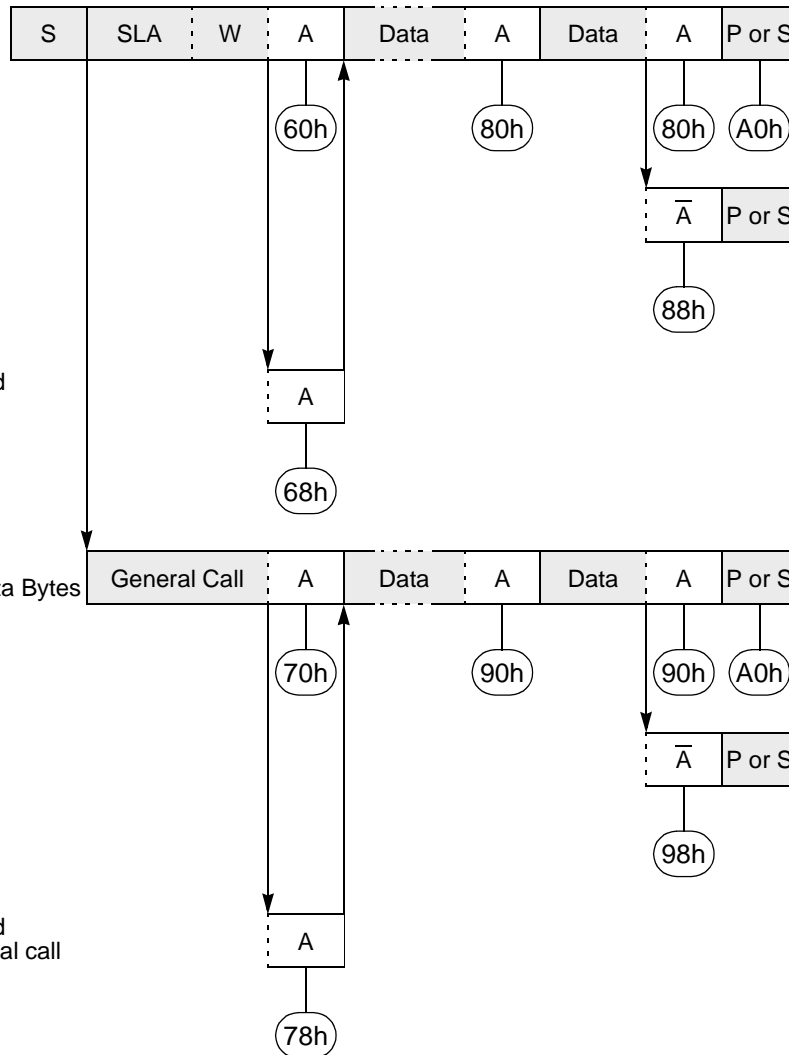 S SLA W A Data A Data A P or S
60h 80h 80h A0h
A̅ P or S
88h
A
68h
General Call A Data A Data A P or S
Bytes
70h 90h 90h A0h
A̅ P or S
98h
A
al call
78h